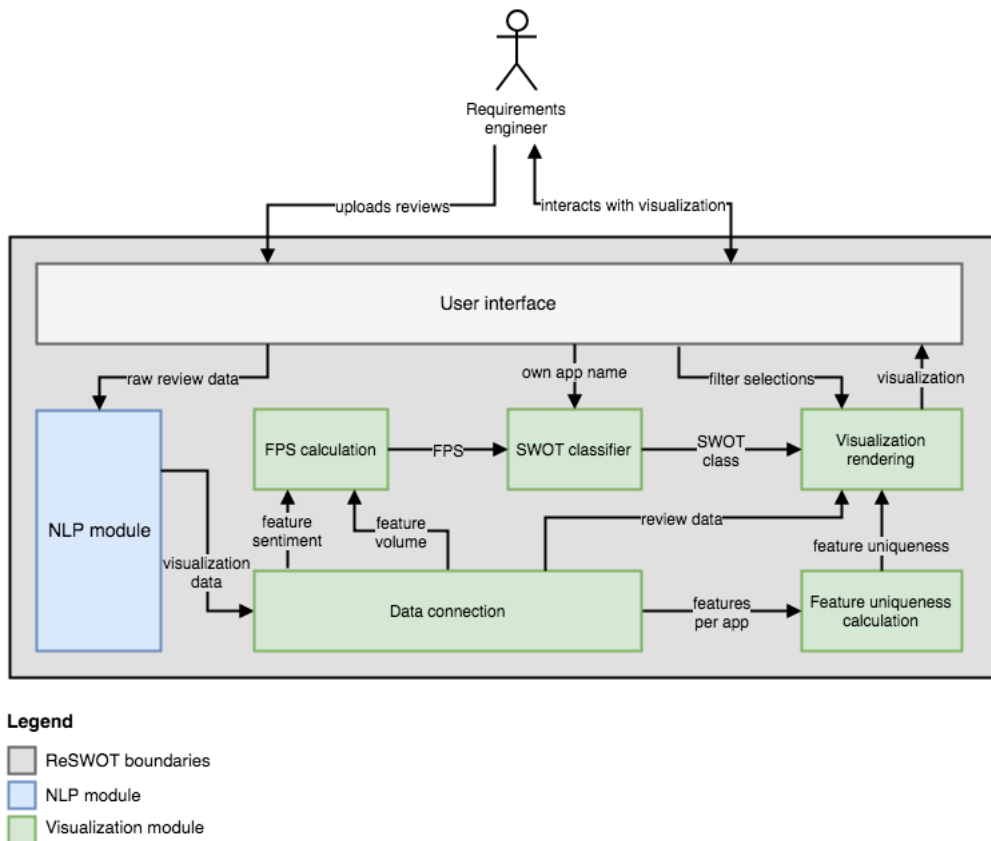 Requirements
engineer
uploads reviews
interacts with visualization
User interface
raw review data
own app name
filter selections
visualization
FPS calculation
FPS
SWOT classifier
SWOT
class
Visualization
rendering
NLP module
feature
sentiment
feature
volume
review data
feature uniqueness
visualization
data
Data connection
features
per app
Feature uniqueness
calculation
Legend
ReSWOT boundaries
NLP module
Visualization module